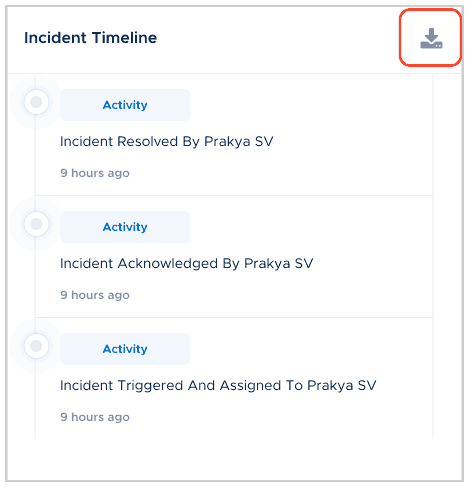 Incident Timeline
Activity
Incident Resolved By Prakya SV
9 hours ago
Activity
Incident Acknowledged By Prakya SV
9 hours ago
Activity
Incident Triggered And Assigned To Prakya SV
9 hours ago